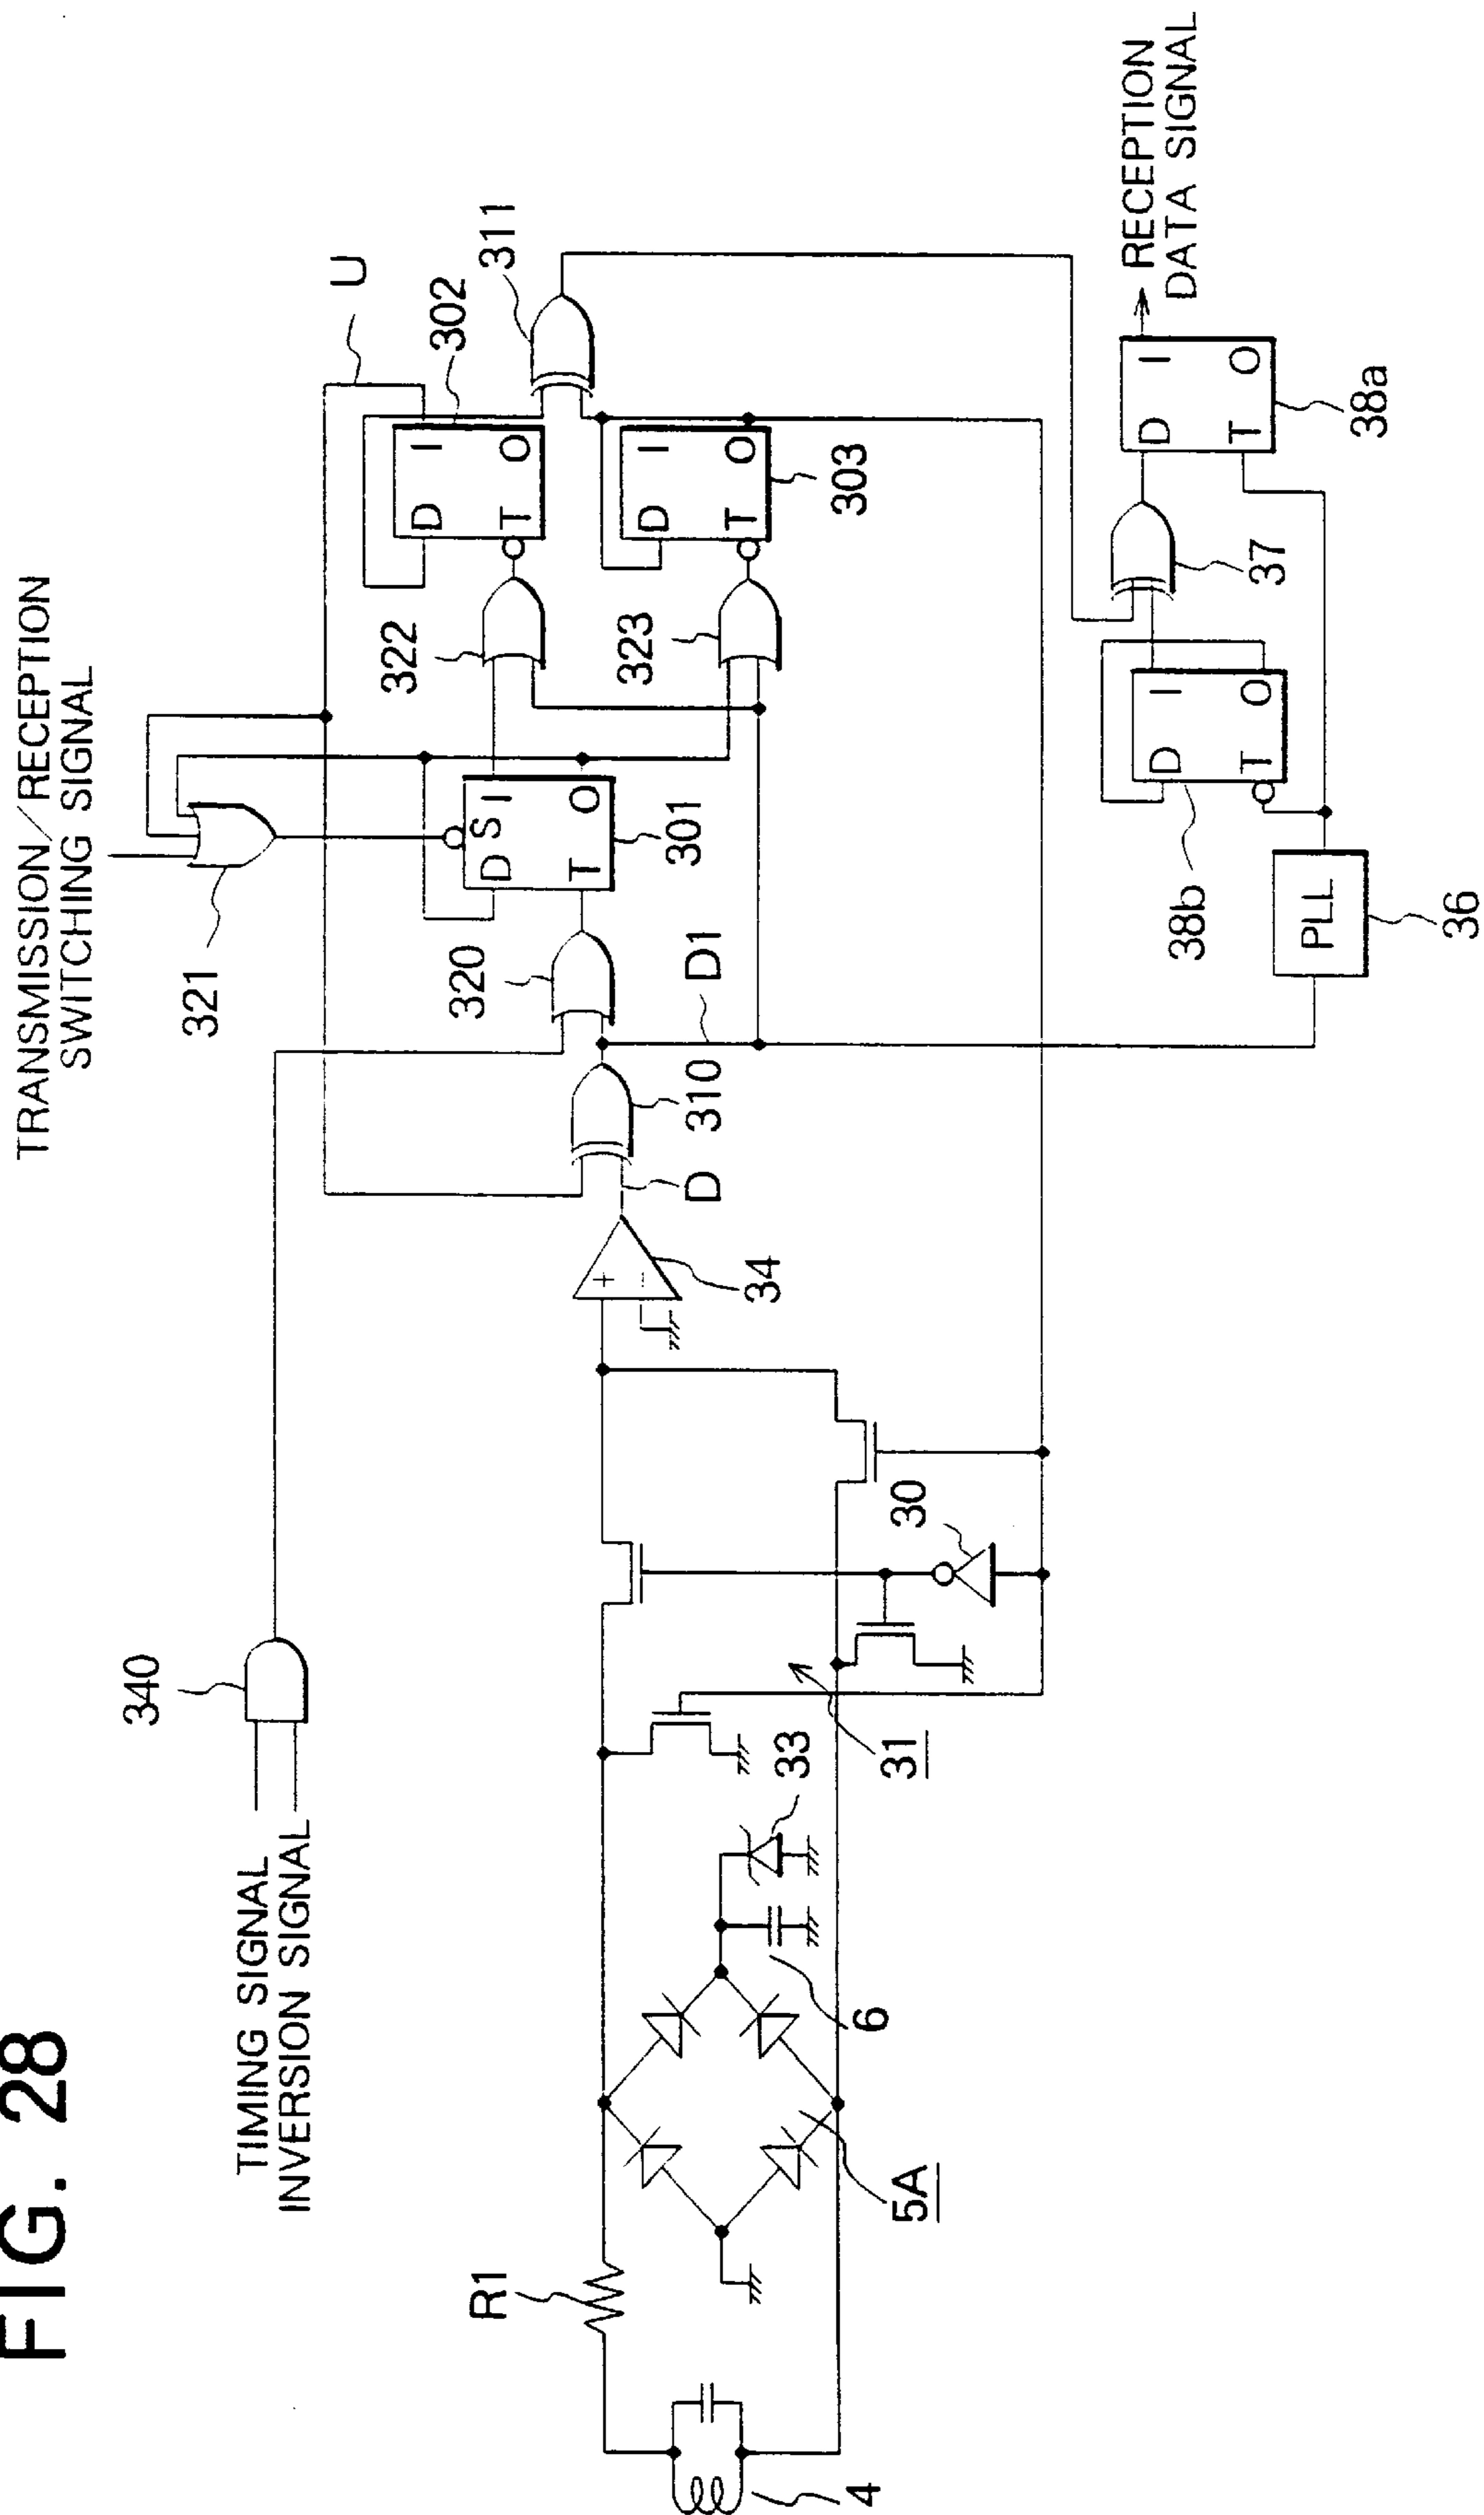 FIG. 28
TRANSMISSION/RECEPTION
SWITCHING SIGNAL
TIMING SIGNAL
INVERSION SIGNAL
340
321
U
302
311
322
D I
T O
320
S
D I
T O
301
323
D I
T O
303
R1
+
-
34
D
310
D1
5A
6
33
31
30
4
RECEPTION
DATA SIGNAL
37
D I
T O
38a
D I
T O
38b
PLL
36